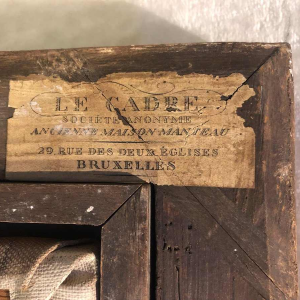 LE CADRE
SOCIÉTÉ ANONYME
ANCIENNE MAISON MANTEAU
29 RUE DES DEUX ÉGLISES
BRUXELLES